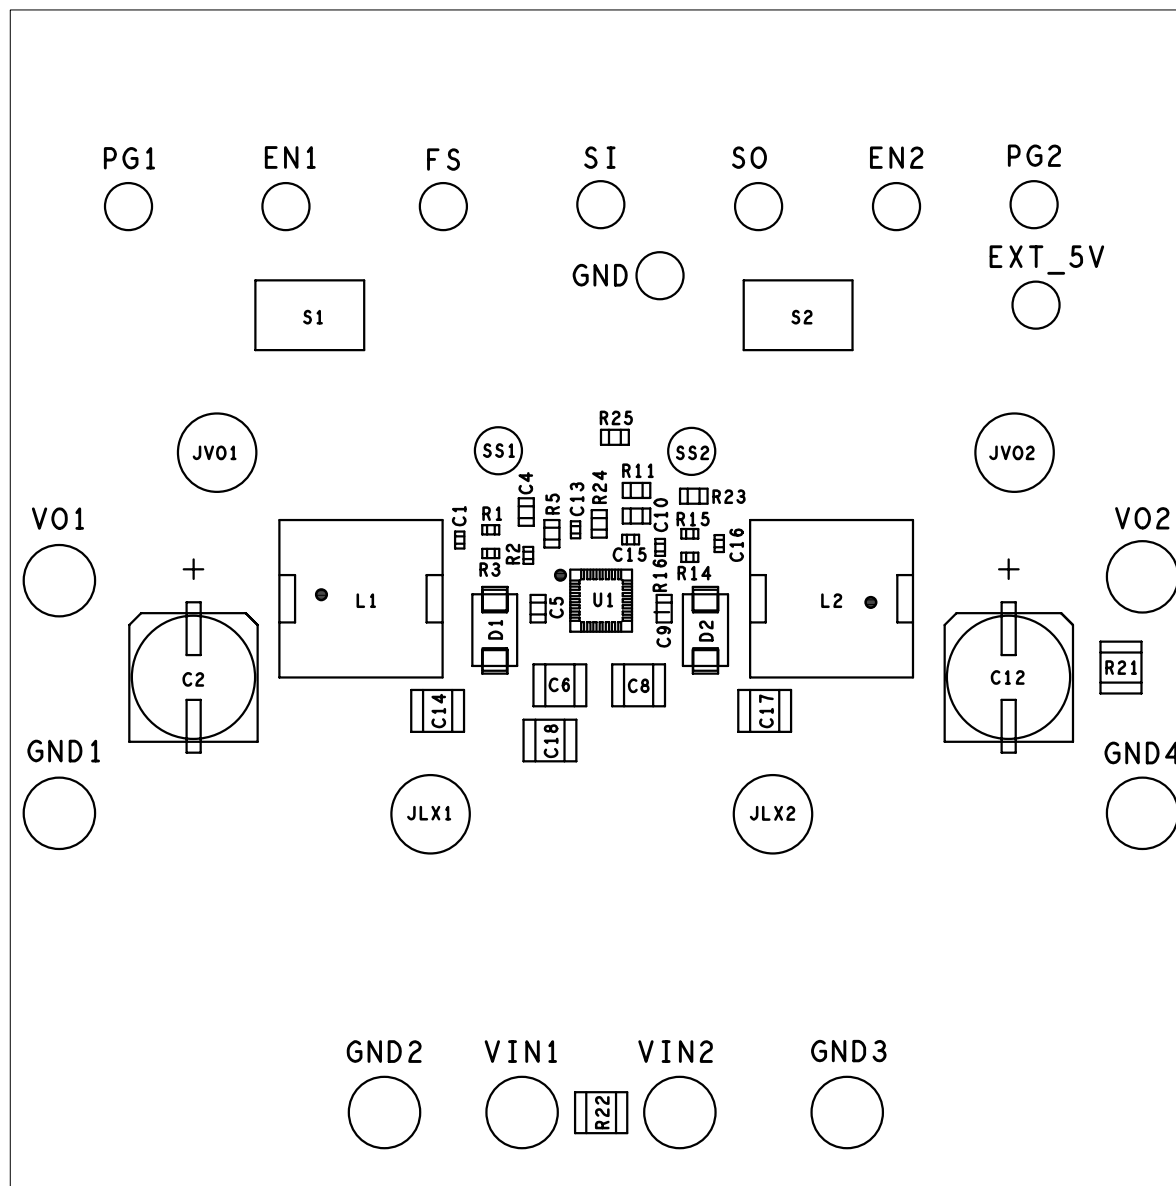 PG1 EN1 FS SI SO EN2 PG2
EXT_5V
GND
S1 S2
R25
JVO1 SS1 SS2 JVO2
R11
C4 R5 C13 R24 R23
VO1 C1 R1 C10 R15 VO2
R2 R3 C15 R16 R14 C16
L1 C5 U1 L2
D1 C9 D2
R21
C2 C6 C8 C12
C14 C18 C17
GND1 GND4
JLX1 JLX2
GND2 VIN1 VIN2 GND3
R22